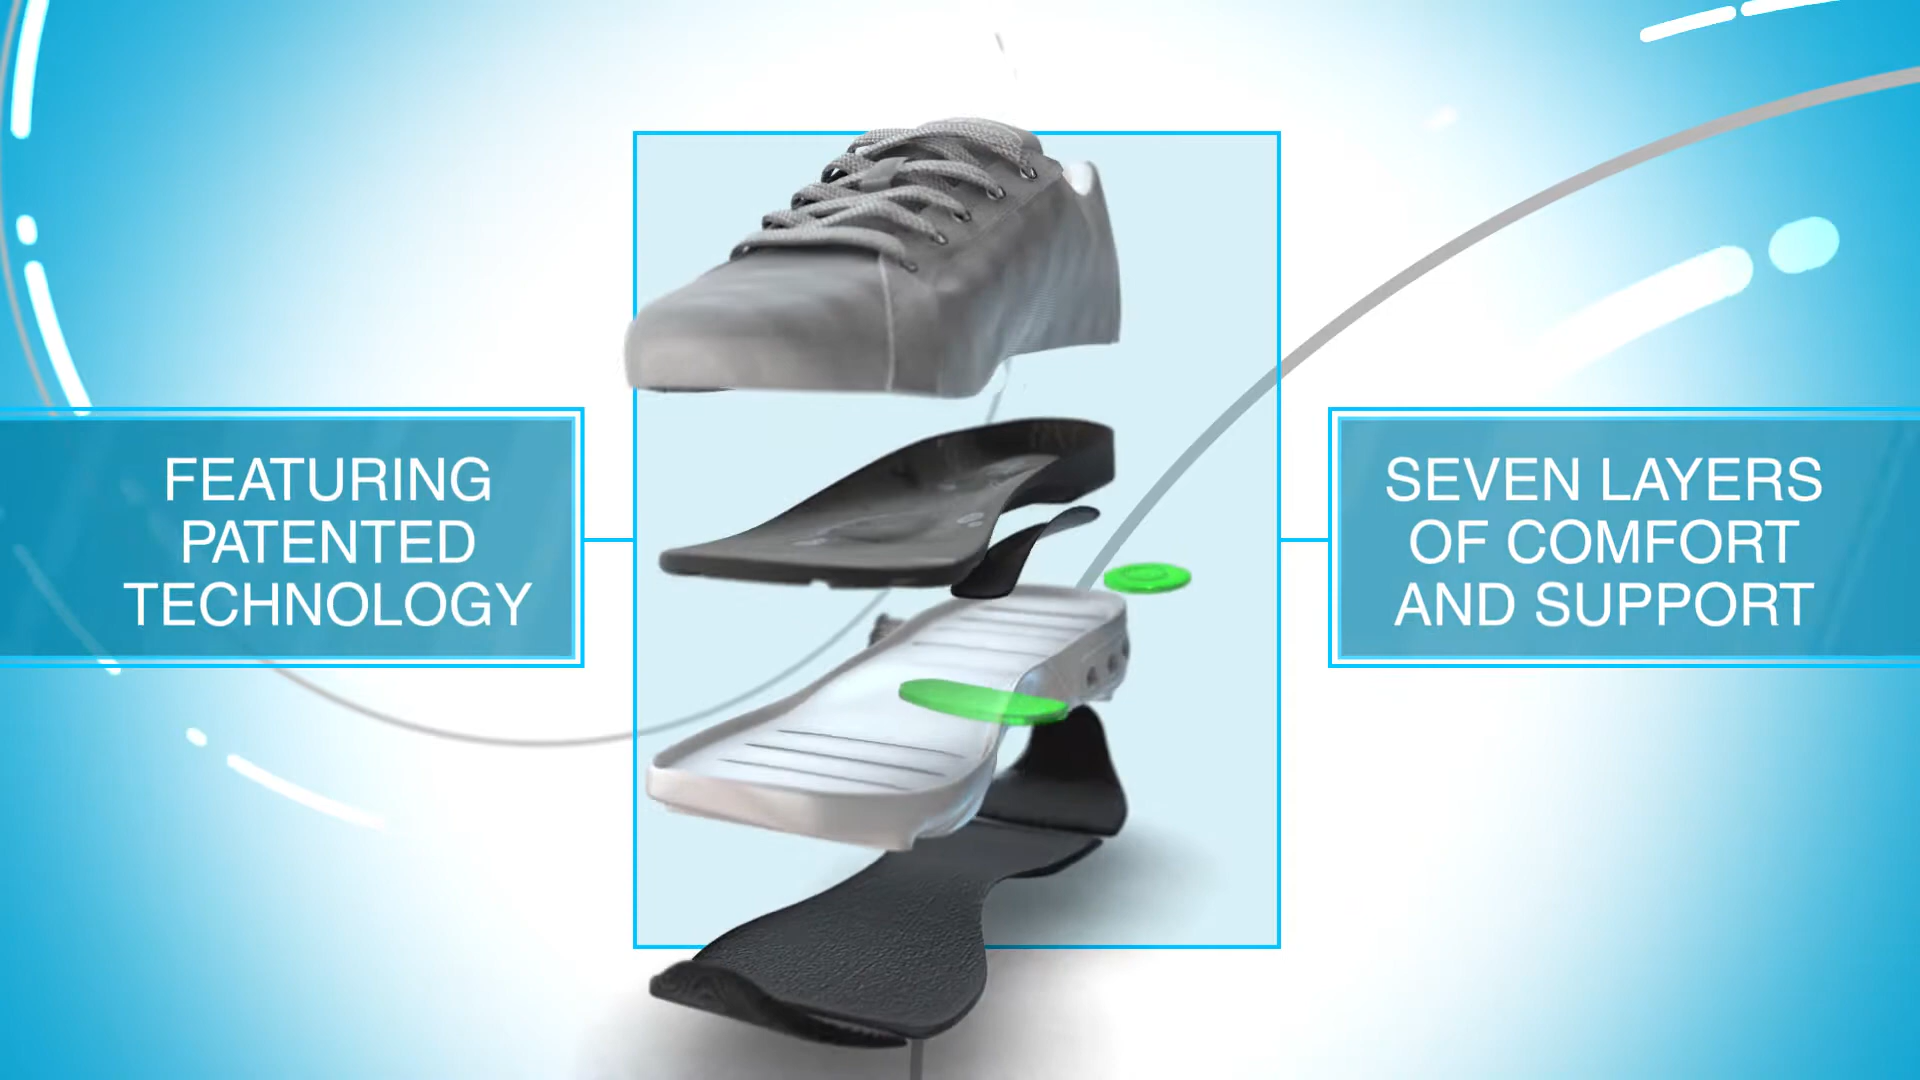 FEATURING
PATENTED
TECHNOLOGY
SEVEN LAYERS
OF COMFORT
AND SUPPORT